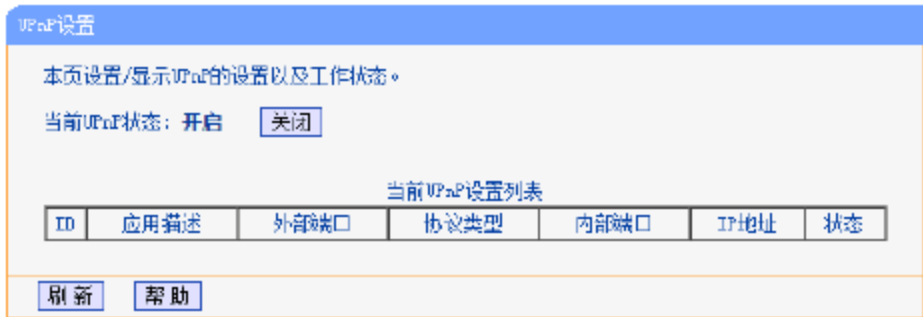 UPnP设置
本页设置/显示UPnP的设置以及工作状态。
当前UPnP状态：开启 关闭
当前UPnP设置列表
ID 应用描述 外部端口 协议类型 内部端口 IP地址 状态
刷新 帮助